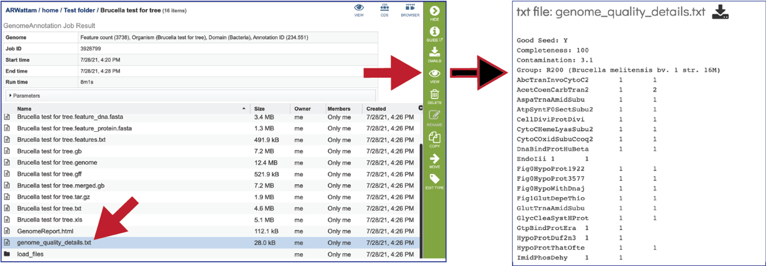 ARWattam / home / Test folder / Brucella test for tree (16 items)
VIEW
CDS
BROWSER
GenomeAnnotation Job Result
Genome Feature count (3738), Organism (Brucella test for tree), Domain (Bacteria), Annotation ID (234.551)
Job ID 3926799
Start time 7/28/21, 4:20 PM
End time 7/28/21, 4:28 PM
Run time 8m1s
Parameters
Name Size Owner Members Created
Brucella test for tree.feature_dna.fasta 3.4 MB me Only me 7/28/21, 4:26 PM
Brucella test for tree.feature_protein.fasta 1.3 MB me Only me 7/28/21, 4:26 PM
Brucella test for tree.features.txt 491.9 kB me Only me 7/28/21, 4:26 PM
Brucella test for tree.gb 7.2 MB me Only me 7/28/21, 4:26 PM
Brucella test for tree.genome 12.4 MB me Only me 7/28/21, 4:26 PM
Brucella test for tree.gff 521.9 kB me Only me 7/28/21, 4:26 PM
Brucella test for tree.merged.gb 7.2 MB me Only me 7/28/21, 4:26 PM
Brucella test for tree.tar.gz 1.9 MB me Only me 7/28/21, 4:26 PM
Brucella test for tree.txt 4.6 MB me Only me 7/28/21, 4:26 PM
Brucella test for tree.xls 5.1 MB me Only me 7/28/21, 4:26 PM
GenomeReport.html 112.1 kB me Only me 7/28/21, 4:26 PM
genome_quality_details.txt 28.0 kB me Only me 7/28/21, 4:26 PM
load_files me Only me 7/28/21, 4:26 PM
HIDE
GUIDE
DWNLD
VIEW
DELETE
RENAME
COPY
MOVE
EDIT TYPE
txt file: genome_quality_details.txt
Good Seed: Y
Completeness: 100
Contamination: 3.1
Group: R200 (Brucella melitensis bv. 1 str. 16M)
AbcTranInvoCytoC2 1 1
AcetCoenCarbTran2 1 2
AspaTrnaAmidSubu 1 1
AtpSyntF0SectSubu2 1 1
CellDiviProtDivi 1 1
CytoCHemeLyasSubu2 1 1
CytoCOxidSubuCcoq2 1 1
DnaBindProtHuBeta 1 1
EndoIii 1 1
Fig0HypoProt1922 1 1
Fig0HypoProt3577 1 1
Fig0HypoWithDnaj 1 1
Fig1GlutDepeThio 1 1
GlutTrnaAmidSubu 1 1
GlycCleaSystHProt 1 1
GtpBindProtEra 1 1
HypoProtDuf2n3 1 1
HypoProtThatOfte 1 1
ImidPhosDehy 1 1